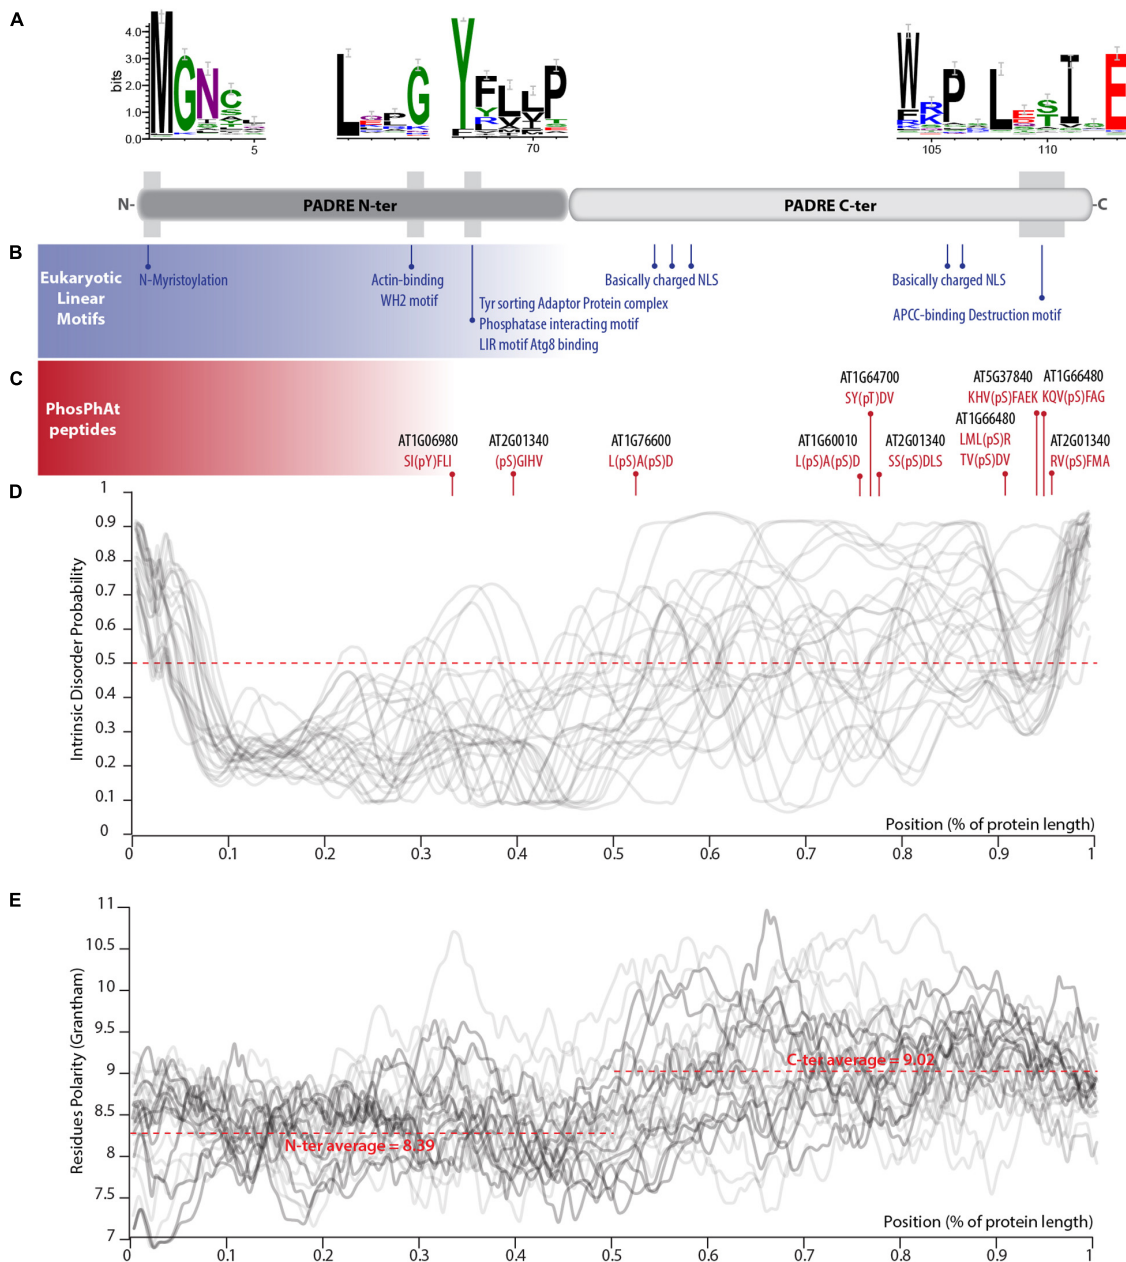 A
4.0
3.0
2.0
1.0
0.0
bits
5
70
105
110
N-
PADRE N-ter
PADRE C-ter
-C
B
Eukaryotic
Linear
Motifs
N-Myristoylation
Actin-binding
WH2 motif
Tyr sorting Adaptor Protein complex
Phosphatase interacting motif
LIR motif Atg8 binding
Basically charged NLS
Basically charged NLS
APCC-binding Destruction motif
C
PhosPhAt
peptides
AT1G06980
SI(pY)FLI
AT2G01340
(pS)GIHV
AT1G76600
L(pS)A(pS)D
AT1G64700
SY(pT)DV
AT1G60010
L(pS)A(pS)D
AT2G01340
SS(pS)DLS
AT5G37840
KHV(pS)FAEK
AT1G66480
KQV(pS)FAG
AT1G66480
LML(pS)R
TV(pS)DV
AT2G01340
RV(pS)FMA
D
Intrinsic Disorder Probability
1
0.9
0.8
0.7
0.6
0.5
0.4
0.3
0.2
0.1
0
Position (% of protein length)
0 0.1 0.2 0.3 0.4 0.5 0.6 0.7 0.8 0.9 1
E
Residues Polarity (Grantham)
11
10.5
10
9.5
9
8.5
8
7.5
7
C-ter average = 9.02
N-ter average = 8.39
Position (% of protein length)
0 0.1 0.2 0.3 0.4 0.5 0.6 0.7 0.8 0.9 1